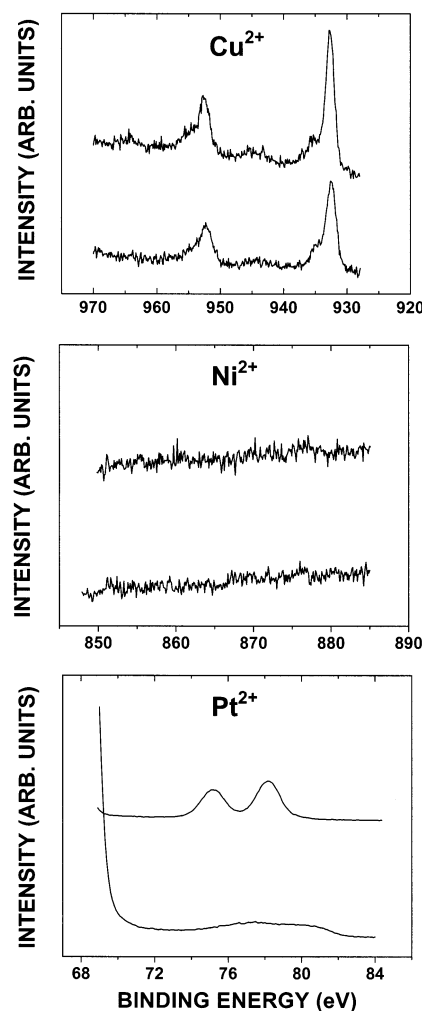 INTENSITY (ARB. UNITS)
Cu²⁺
970 960 950 940 930 920
INTENSITY (ARB. UNITS)
Ni²⁺
850 860 870 880 890
INTENSITY (ARB. UNITS)
Pt²⁺
68 72 76 80 84
BINDING ENERGY (eV)